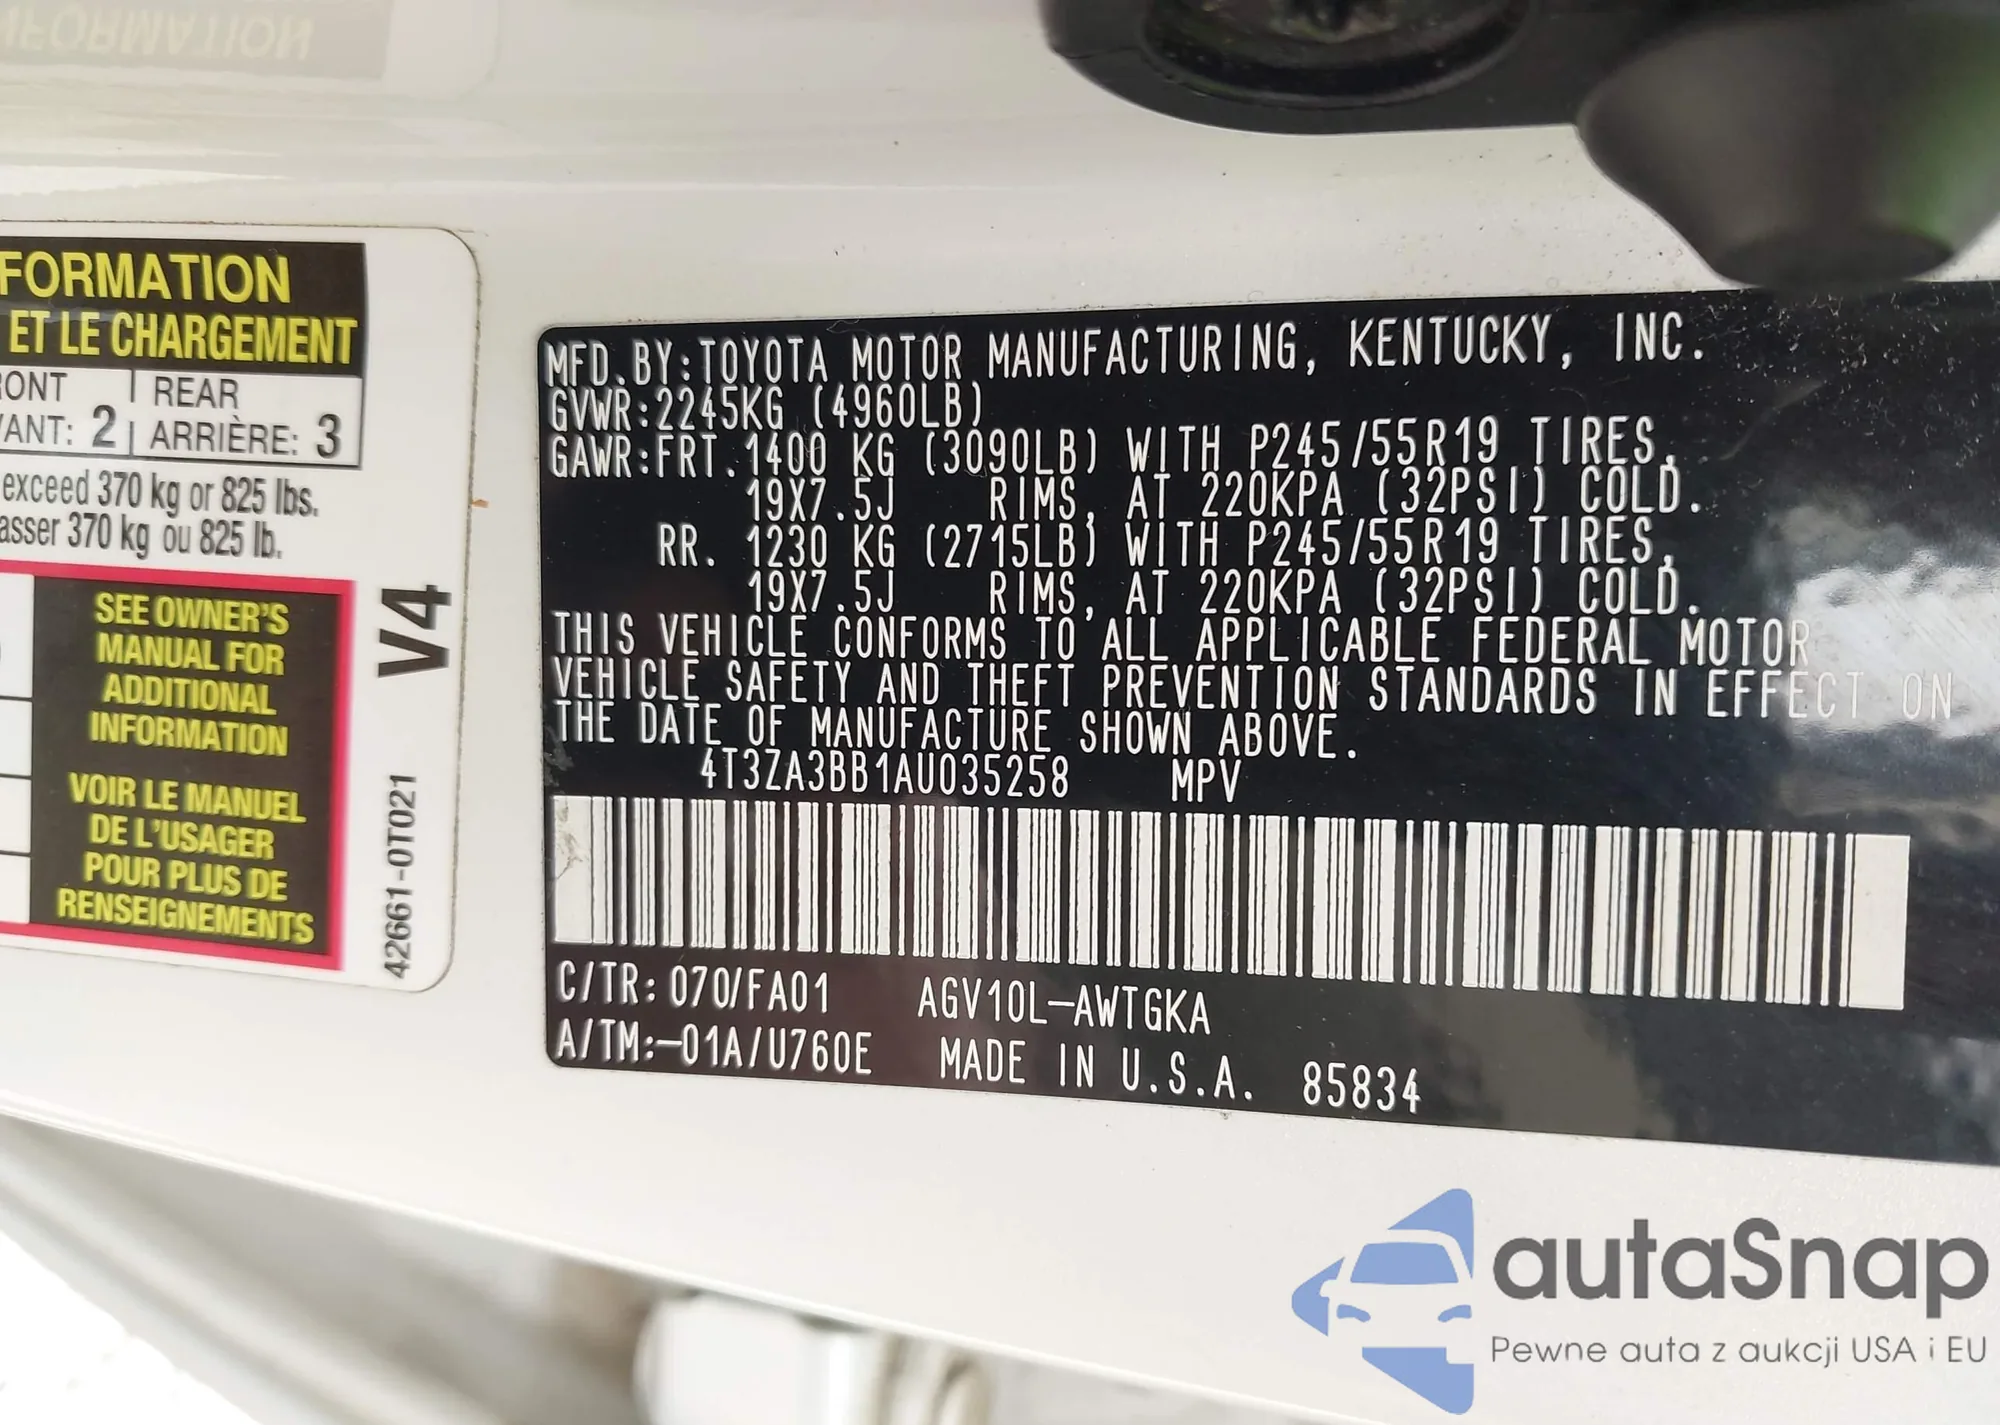 FORMATION
ET LE CHARGEMENT
REAR
2 ARRIÈRE: 3
exceed 370 kg or 825 lbs.
370 kg ou 825 lb.
SEE OWNER'S
MANUAL FOR
ADDITIONAL
INFORMATION
VOIR LE MANUEL
DE L'USAGER
POUR PLUS DE
RENSEIGNEMENTS
V4
42661-0T021
MFD. BY: TOYOTA MOTOR MANUFACTURING, KENTUCKY, INC.
GVWR: 2245KG (4960LB)
GAWR: FRT. 1400 KG (3090LB) WITH P245/55R19 TIRES,
19X7.5J RIMS, AT 220KPA (32PSI) COLD.
RR. 1230 KG (2715LB) WITH P245/55R19 TIRES,
19X7.5J RIMS, AT 220KPA (32PSI) COLD.
THIS VEHICLE CONFORMS TO ALL APPLICABLE FEDERAL MOTOR
VEHICLE SAFETY AND THEFT PREVENTION STANDARDS IN EFFECT ON
THE DATE OF MANUFACTURE SHOWN ABOVE.
4T3ZA3BB1AU035258 MPV
C/TR: 070/FA01 AGV10L-AWTGKA
A/TM:-01A/U760E MADE IN U.S.A. 85834
autaSnap
Pewne auta z aukcji USA i EU